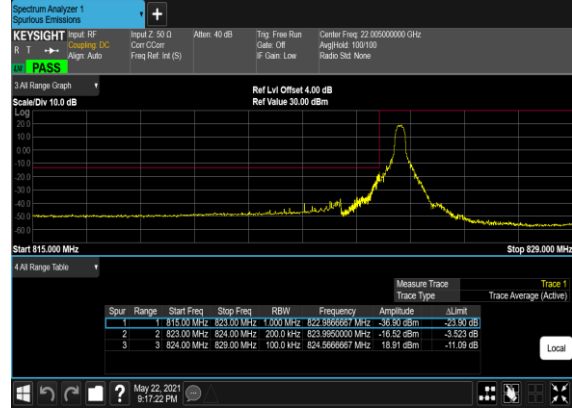 Spectrum Analyzer 1
Spurious Emissions
+
KEYSIGHT Input: RF Input Z: 50 Ω Atten: 40 dB Trig: Free Run Center Freq: 22.005000000 GHz
R T Coupling: DC Corr CCorr Gate: Off Avg|Hold: 100/100
Align: Auto Freq Ref: Int (S) IF Gain: Low Radio Std: None
PASS
3 All Range Graph
Ref Lvl Offset 4.00 dB
Scale/Div 10.0 dB Ref Value 30.00 dBm
Log
20.0
10.0
0.00
-10.0
-20.0
-30.0
-40.0
-50.0
-60.0
Start 815.000 MHz Stop 829.000 MHz
4 All Range Table
Measure Trace Trace 1
Trace Type Trace Average (Active)
Spur Range Start Freq Stop Freq RBW Frequency Amplitude ΔLimit
1 1 815.00 MHz 823.00 MHz 1.000 MHz 822.9866667 MHz -36.90 dBm -23.90 dB
2 2 823.00 MHz 824.00 MHz 200.0 kHz 823.9950000 MHz -16.52 dBm -3.523 dB
3 3 824.00 MHz 829.00 MHz 100.0 kHz 824.5666667 MHz 18.91 dBm -11.09 dB
Local
? May 22, 2021
9:17:22 PM